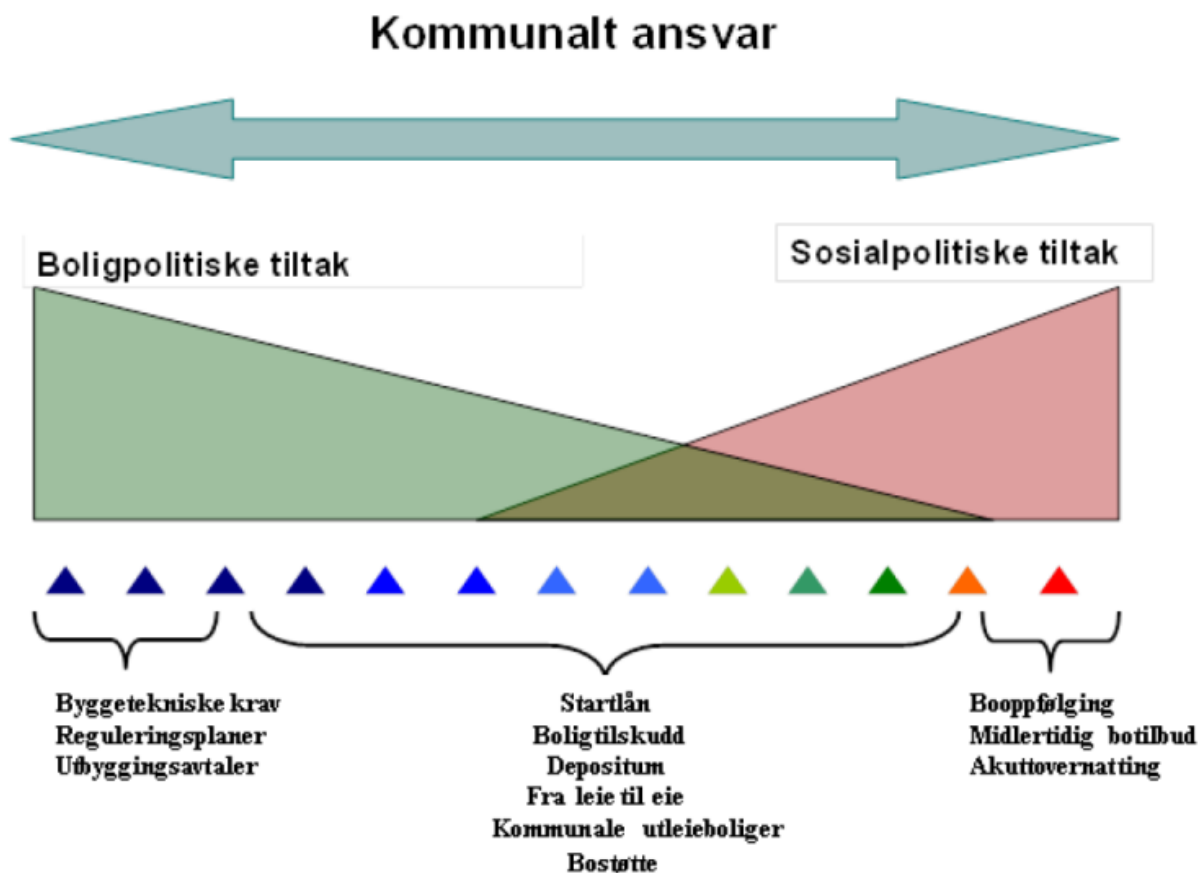 Kommunalt ansvar
Boligpolitiske tiltak
Sosialpolitiske tiltak
Byggetekniske krav
Reguleringsplaner
Utbyggingsavtaler
Startlån
Boligtilskudd
Depositum
Fra leie til eie
Kommunale utleieboliger
Bostøtte
Booppfølging
Midlertidig botilbud
Akuttovernatting